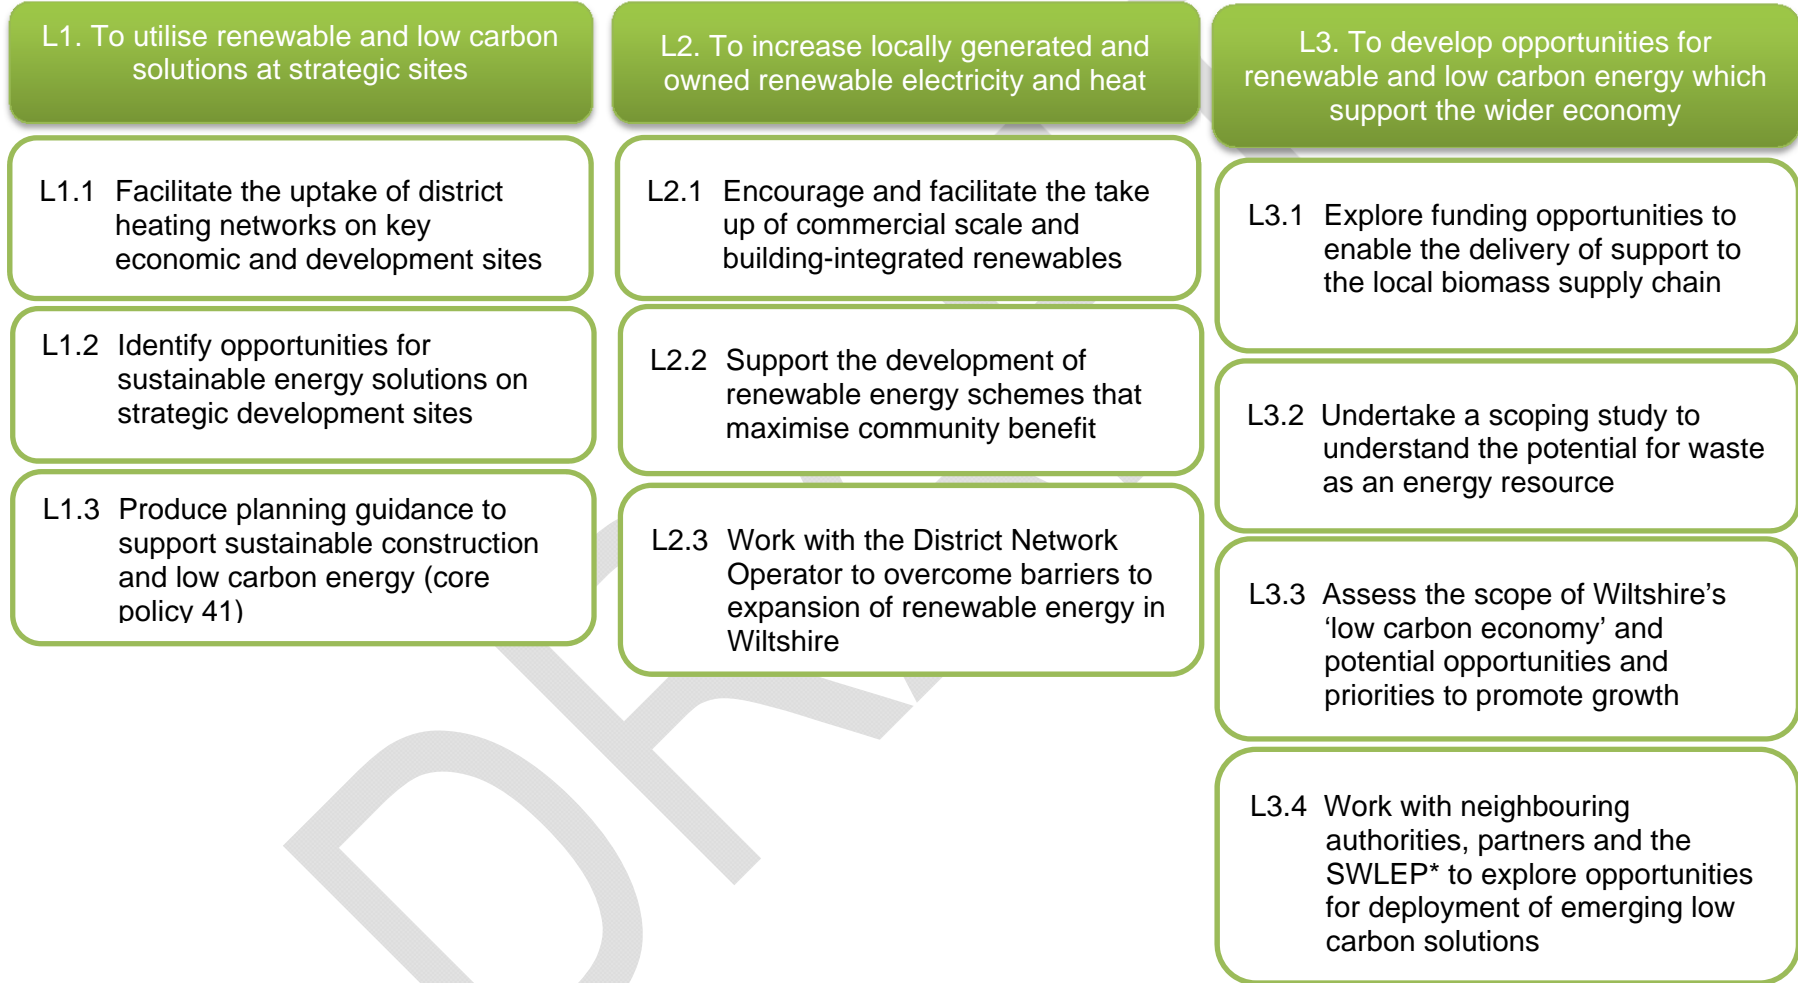 L1. To utilise renewable and low carbon
solutions at strategic sites
L1.1 Facilitate the uptake of district
heating networks on key
economic and development sites
L1.2 Identify opportunities for
sustainable energy solutions on
strategic development sites
L1.3 Produce planning guidance to
support sustainable construction
and low carbon energy (core
policy 41)
L2. To increase locally generated and
owned renewable electricity and heat
L2.1 Encourage and facilitate the take
up of commercial scale and
building-integrated renewables
L2.2 Support the development of
renewable energy schemes that
maximise community benefit
L2.3 Work with the District Network
Operator to overcome barriers to
expansion of renewable energy in
Wiltshire
L3. To develop opportunities for
renewable and low carbon energy which
support the wider economy
L3.1 Explore funding opportunities to
enable the delivery of support to
the local biomass supply chain
L3.2 Undertake a scoping study to
understand the potential for waste
as an energy resource
L3.3 Assess the scope of Wiltshire’s
‘low carbon economy’ and
potential opportunities and
priorities to promote growth
L3.4 Work with neighbouring
authorities, partners and the
SWLEP* to explore opportunities
for deployment of emerging low
carbon solutions